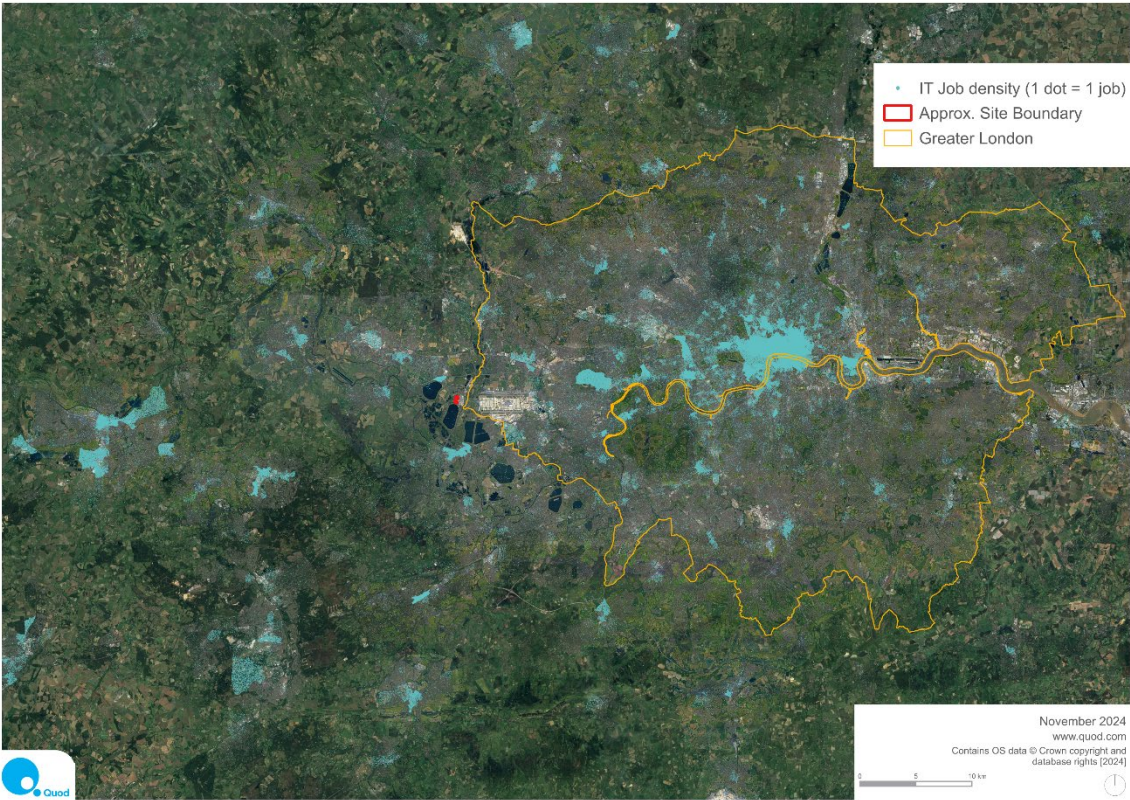 IT Job density (1 dot = 1 job)
Approx. Site Boundary
Greater London
November 2024
www.quod.com
Contains OS data © Crown copyright and
database rights [2024]
0 5 10 km
Quod